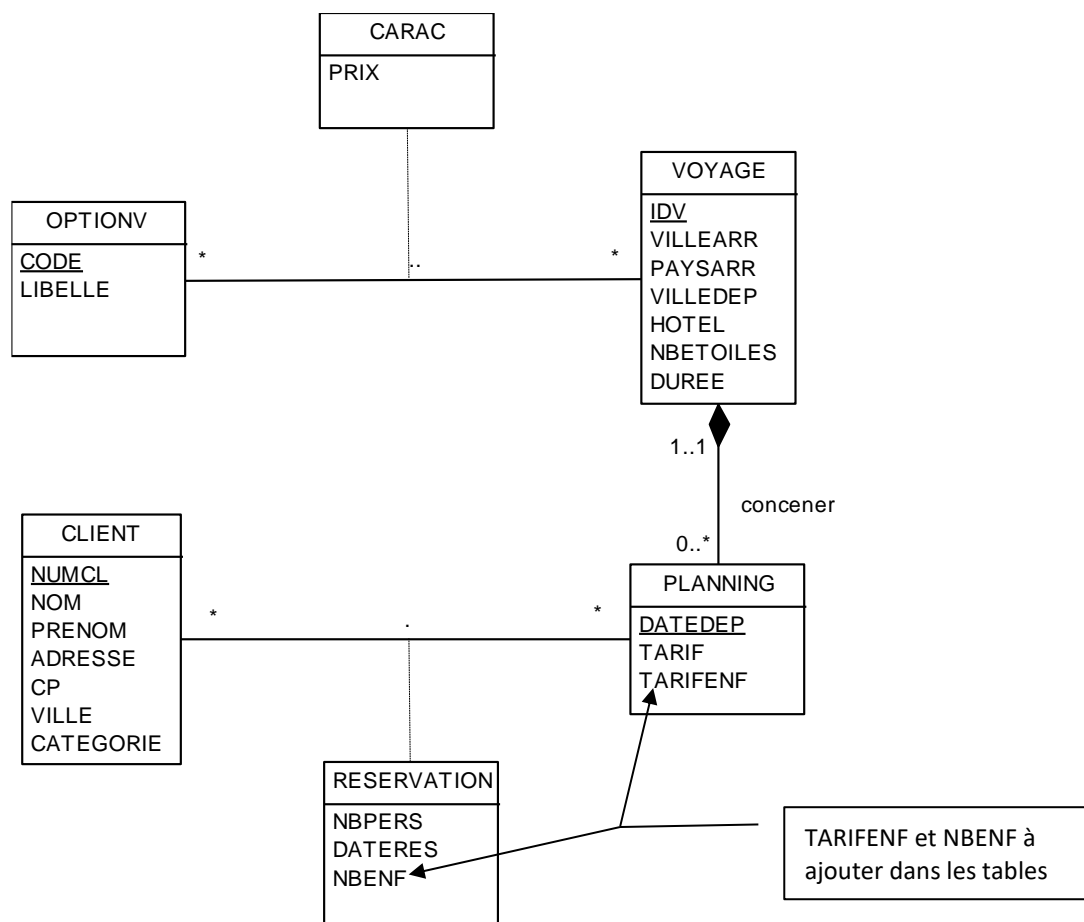 CARAC
PRIX
VOYAGE
IDV
VILLEARR
PAYSARR
VILLEDEP
HOTEL
NBETOILES
DUREE
OPTIONV
CODE
LIBELLE
*
..
*
1..1
concener
0..*
CLIENT
NUMCL
NOM
PRENOM
ADRESSE
CP
VILLE
CATEGORIE
*
.
*
PLANNING
DATEDEP
TARIF
TARIFENF
RESERVATION
NBPERS
DATERES
NBENF
TARIFENF et NBENF à
ajouter dans les tables